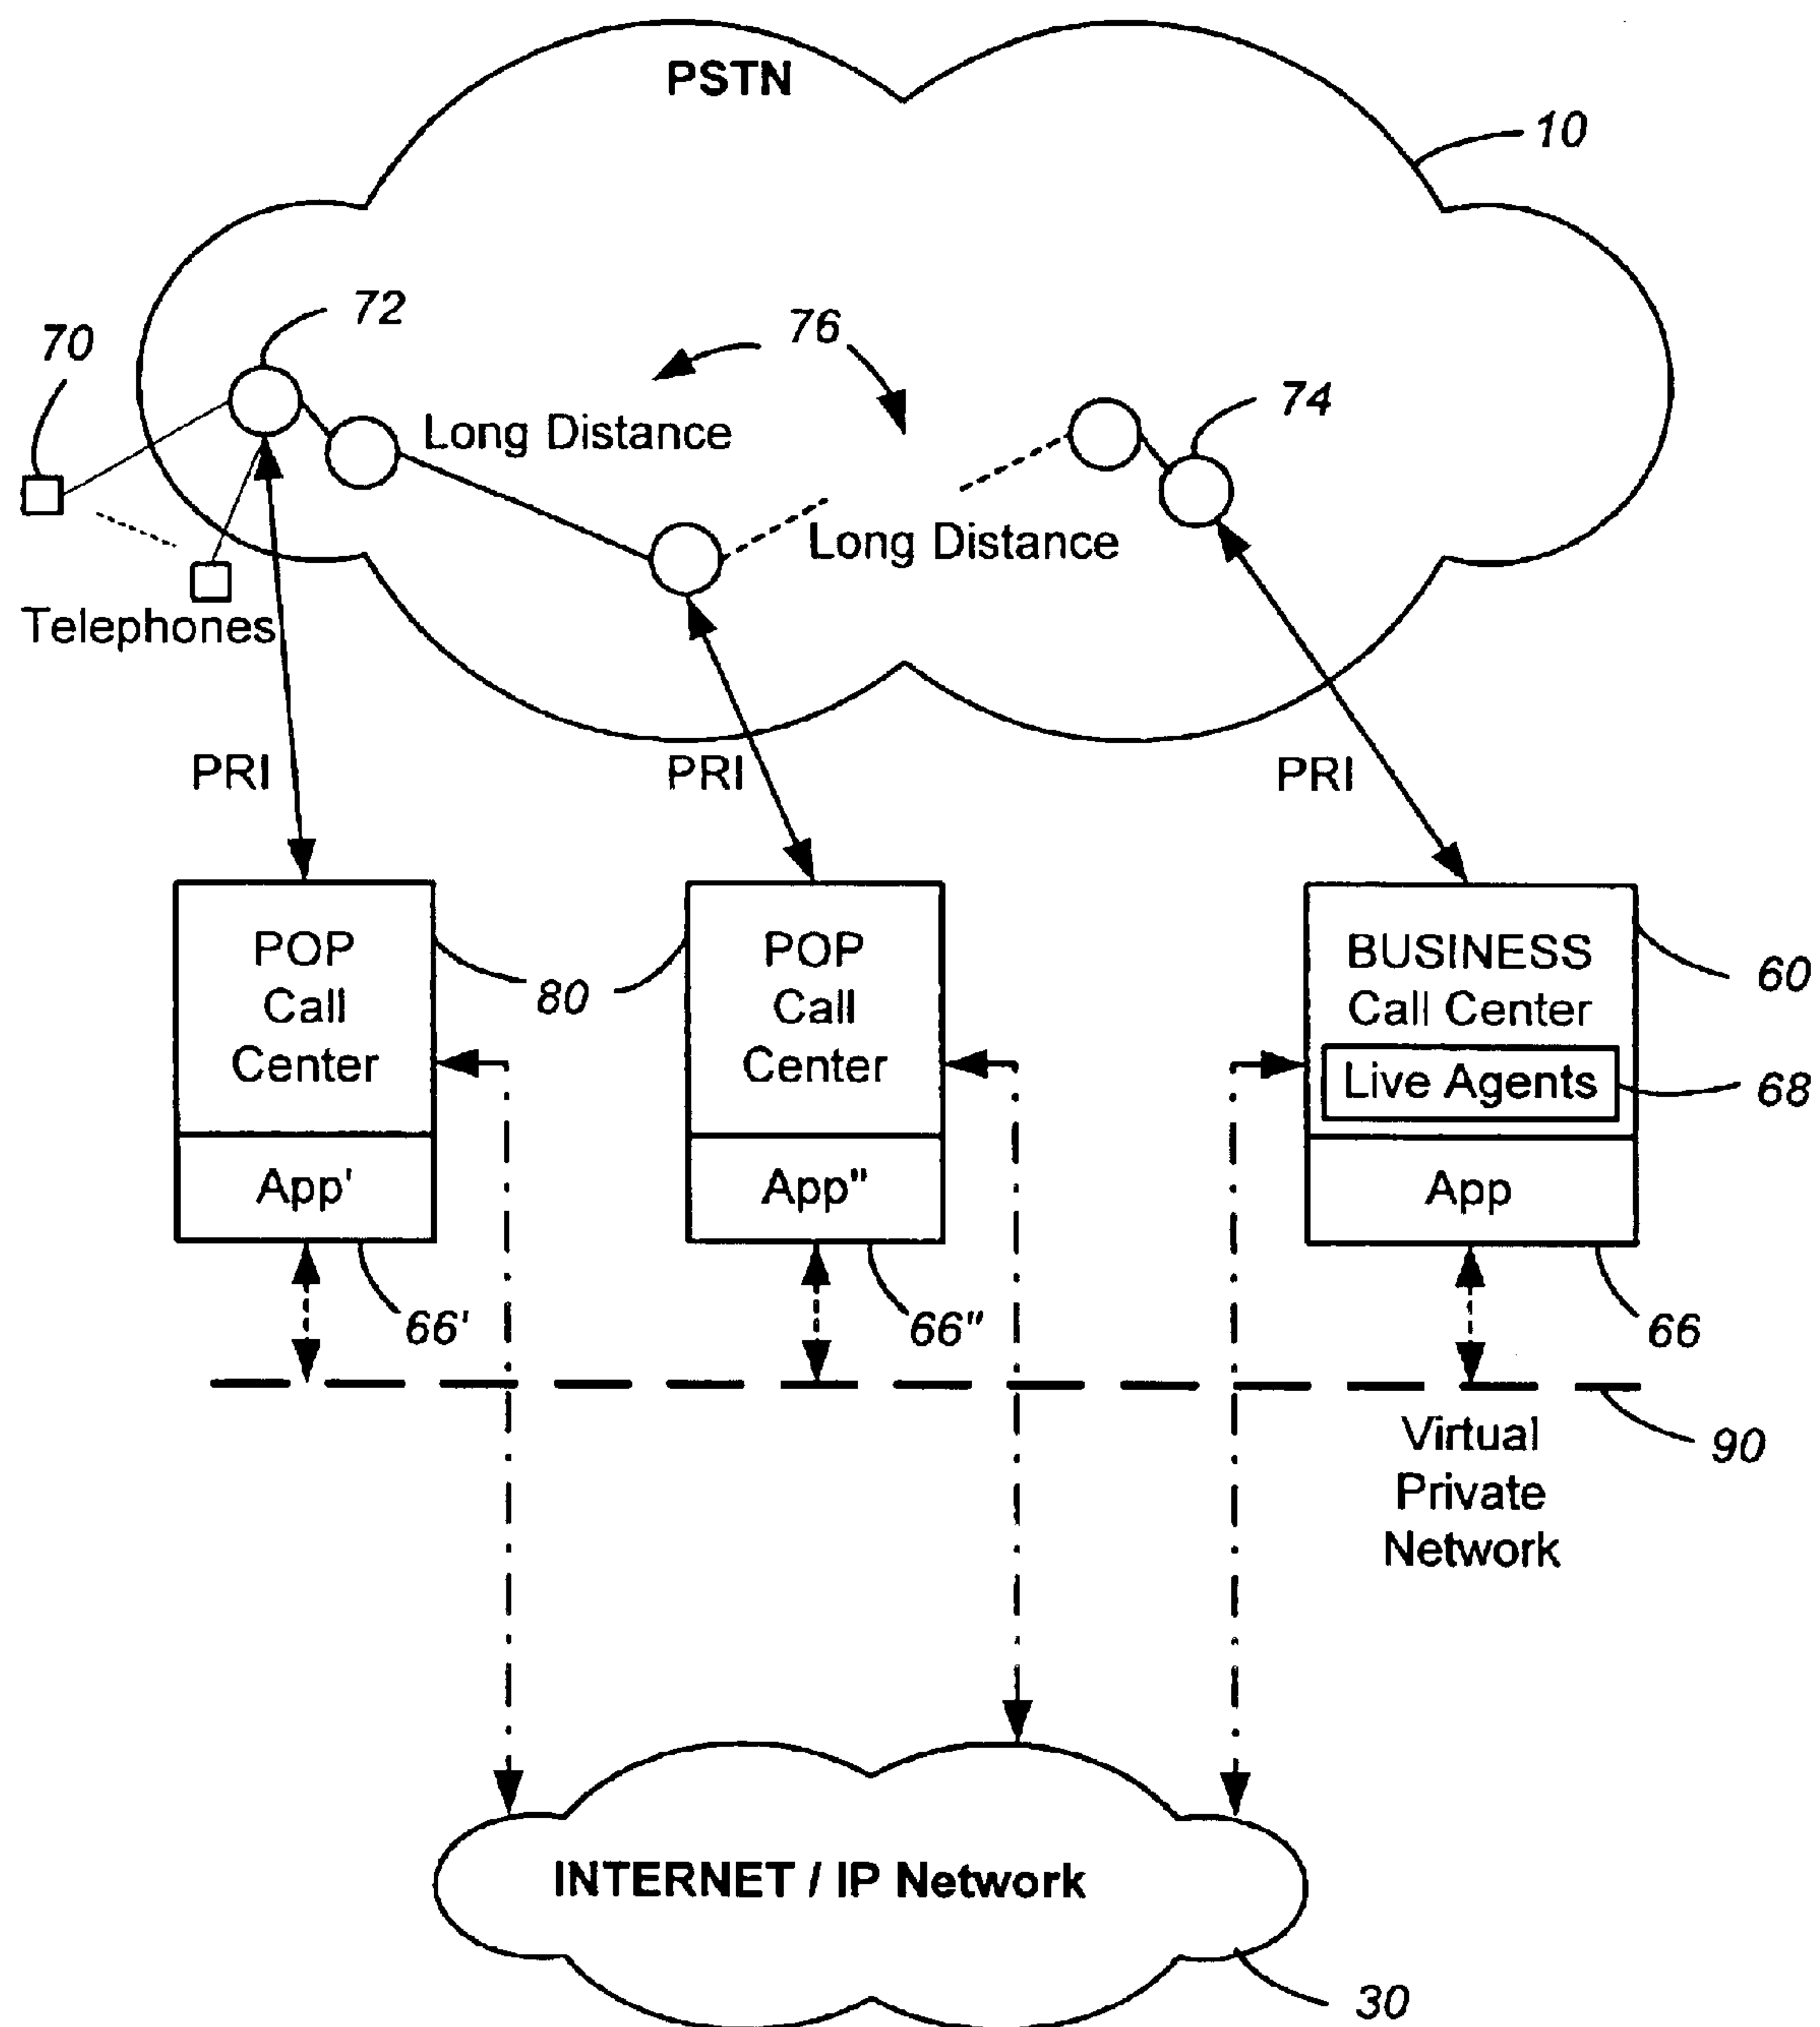 PSTN
10
72
76
70
74
Long Distance
Long Distance
Telephones
PRI
PRI
PRI
POP
Call
Center
80
POP
Call
Center
BUSINESS
Call Center
60
Live Agents
68
App'
App"
App
66'
66"
66
Virtual
Private
Network
90
INTERNET / IP Network
30